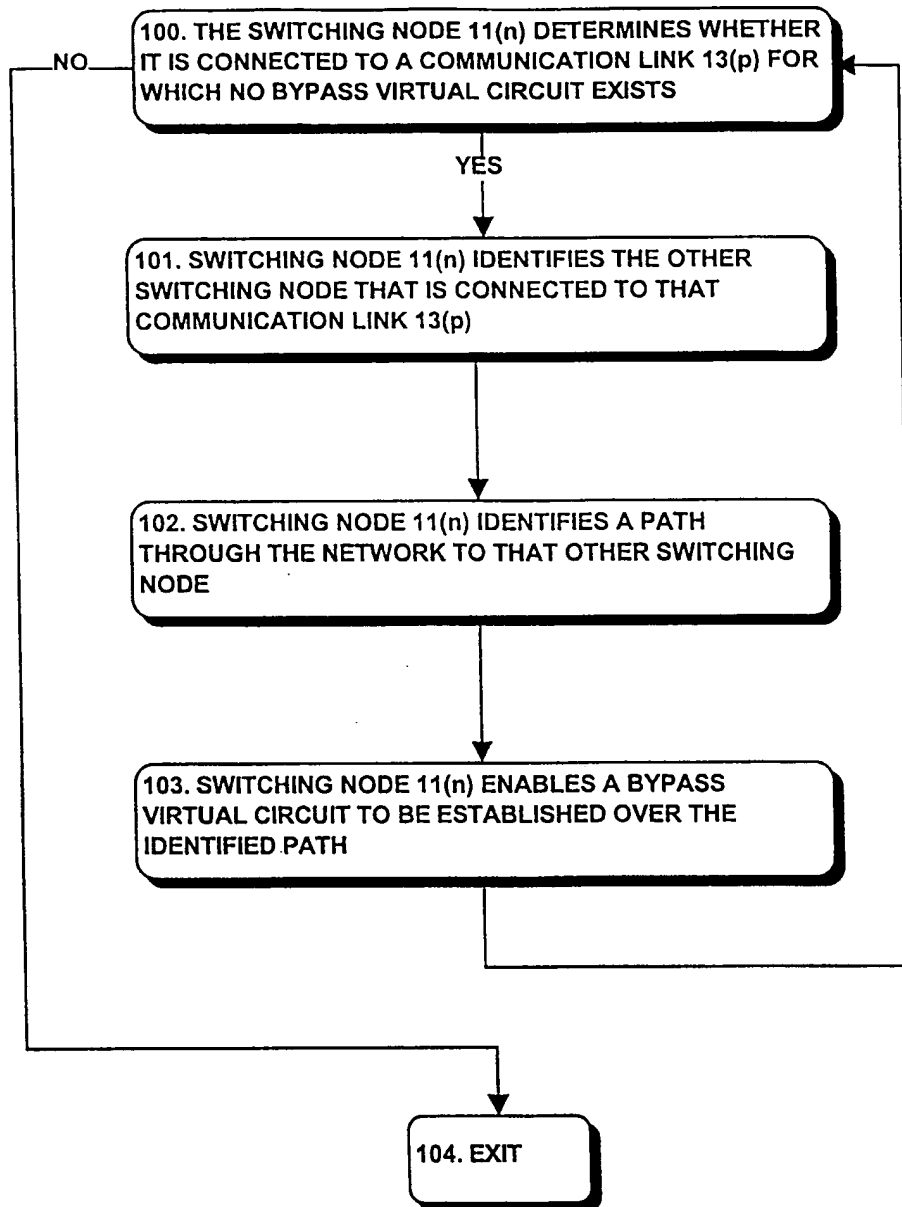 100. THE SWITCHING NODE 11(n) DETERMINES WHETHER
IT IS CONNECTED TO A COMMUNICATION LINK 13(p) FOR
WHICH NO BYPASS VIRTUAL CIRCUIT EXISTS
NO
YES
101. SWITCHING NODE 11(n) IDENTIFIES THE OTHER
SWITCHING NODE THAT IS CONNECTED TO THAT
COMMUNICATION LINK 13(p)
102. SWITCHING NODE 11(n) IDENTIFIES A PATH
THROUGH THE NETWORK TO THAT OTHER SWITCHING
NODE
103. SWITCHING NODE 11(n) ENABLES A BYPASS
VIRTUAL CIRCUIT TO BE ESTABLISHED OVER THE
IDENTIFIED PATH
104. EXIT